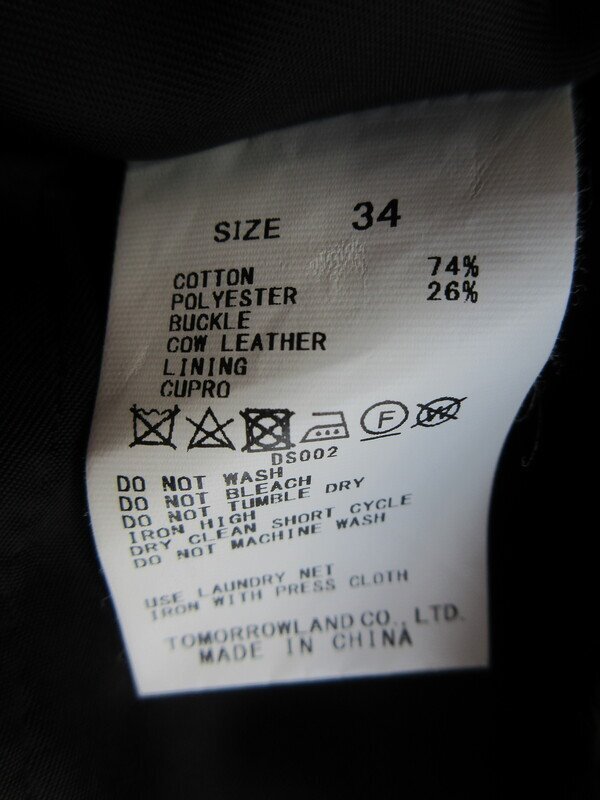 SIZE 34
COTTON 74%
POLYESTER 26%
BUCKLE
COW LEATHER
LINING
CUPRO
F W
DS002
DO NOT WASH
DO NOT BLEACH
DO NOT TUMBLE DRY
IRON HIGH
DRY CLEAN SHORT CYCLE
DO NOT MACHINE WASH
USE LAUNDRY NET
IRON WITH PRESS CLOTH
TOMORROWLAND CO., LTD.
MADE IN CHINA